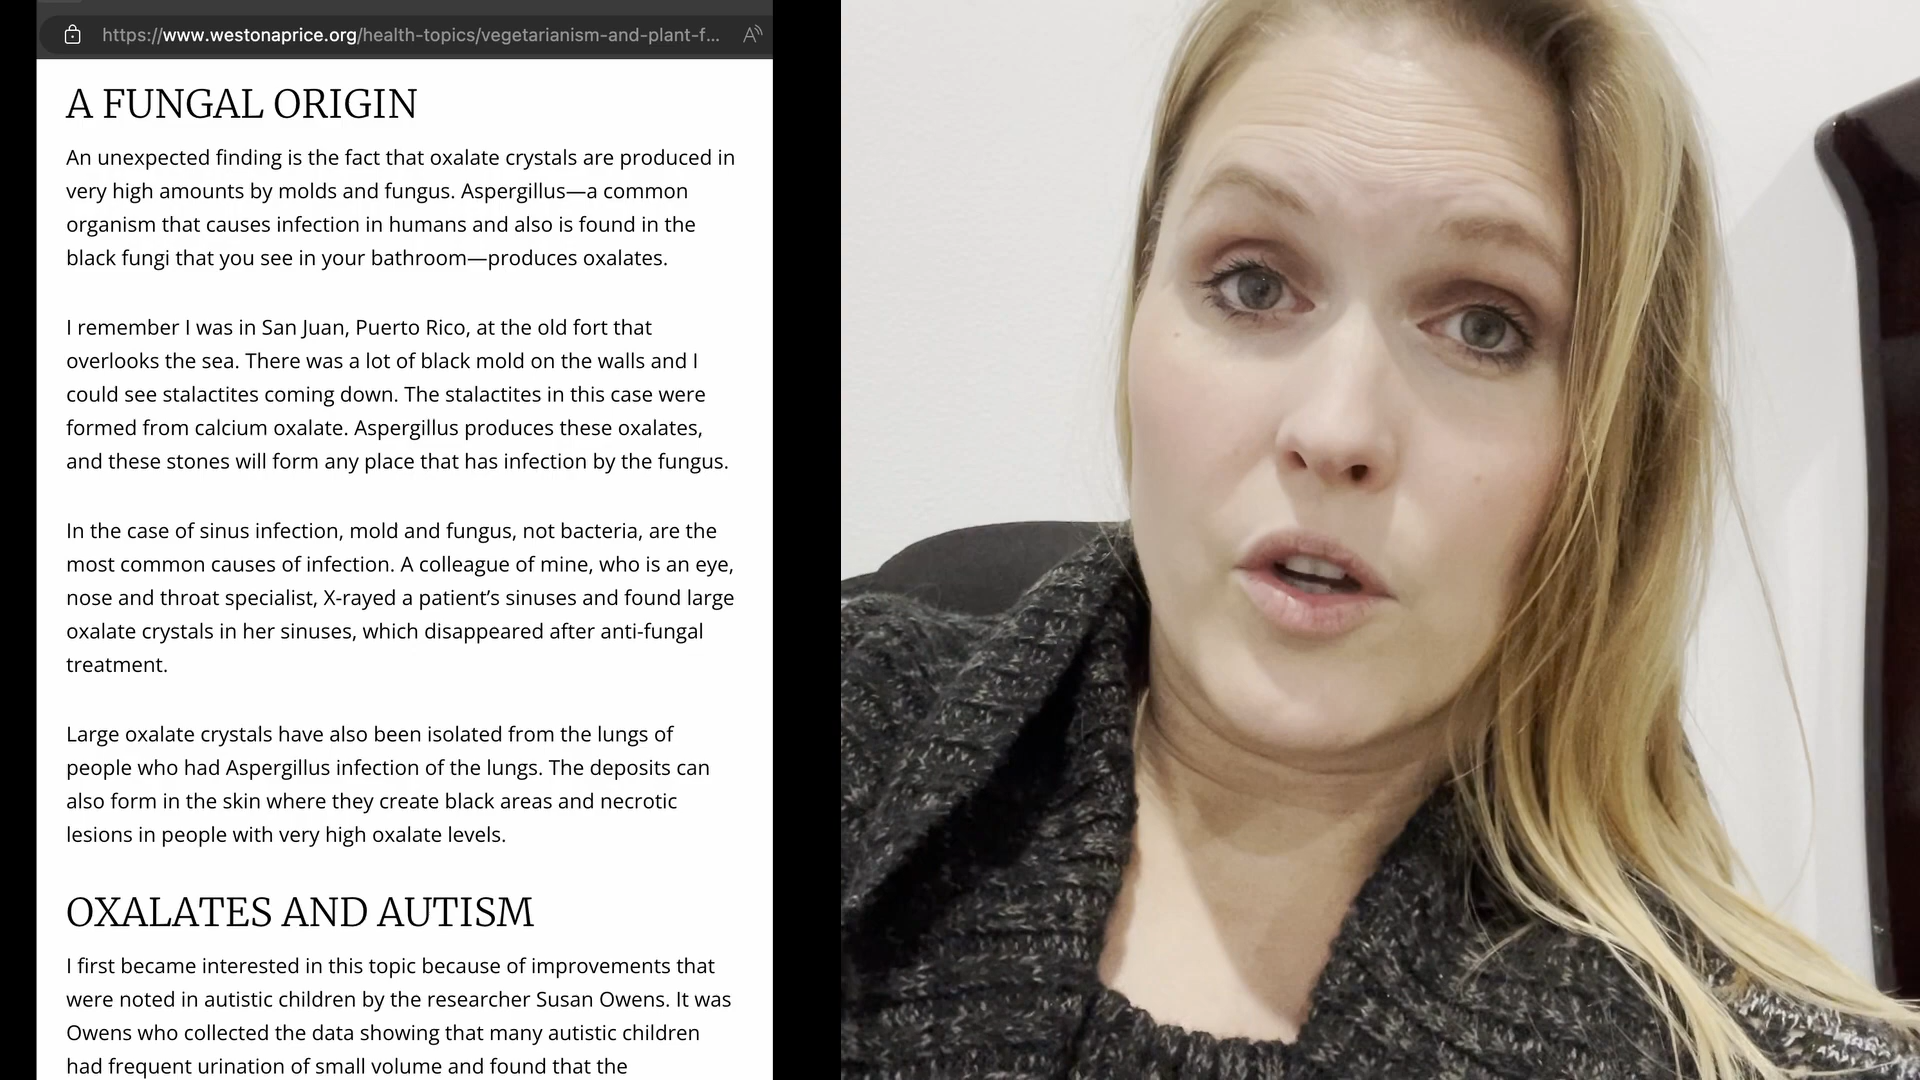 https://www.westonaprice.org/health-topics/vegetarianism-and-plant-f...
A FUNGAL ORIGIN
An unexpected finding is the fact that oxalate crystals are produced in
very high amounts by molds and fungus. Aspergillus—a common
organism that causes infection in humans and also is found in the
black fungi that you see in your bathroom—produces oxalates.
I remember I was in San Juan, Puerto Rico, at the old fort that
overlooks the sea. There was a lot of black mold on the walls and I
could see stalactites coming down. The stalactites in this case were
formed from calcium oxalate. Aspergillus produces these oxalates,
and these stones will form any place that has infection by the fungus.
In the case of sinus infection, mold and fungus, not bacteria, are the
most common causes of infection. A colleague of mine, who is an eye,
nose and throat specialist, X-rayed a patient’s sinuses and found large
oxalate crystals in her sinuses, which disappeared after anti-fungal
treatment.
Large oxalate crystals have also been isolated from the lungs of
people who had Aspergillus infection of the lungs. The deposits can
also form in the skin where they create black areas and necrotic
lesions in people with very high oxalate levels.
OXALATES AND AUTISM
I first became interested in this topic because of improvements that
were noted in autistic children by the researcher Susan Owens. It was
Owens who collected the data showing that many autistic children
had frequent urination of small volume and found that the